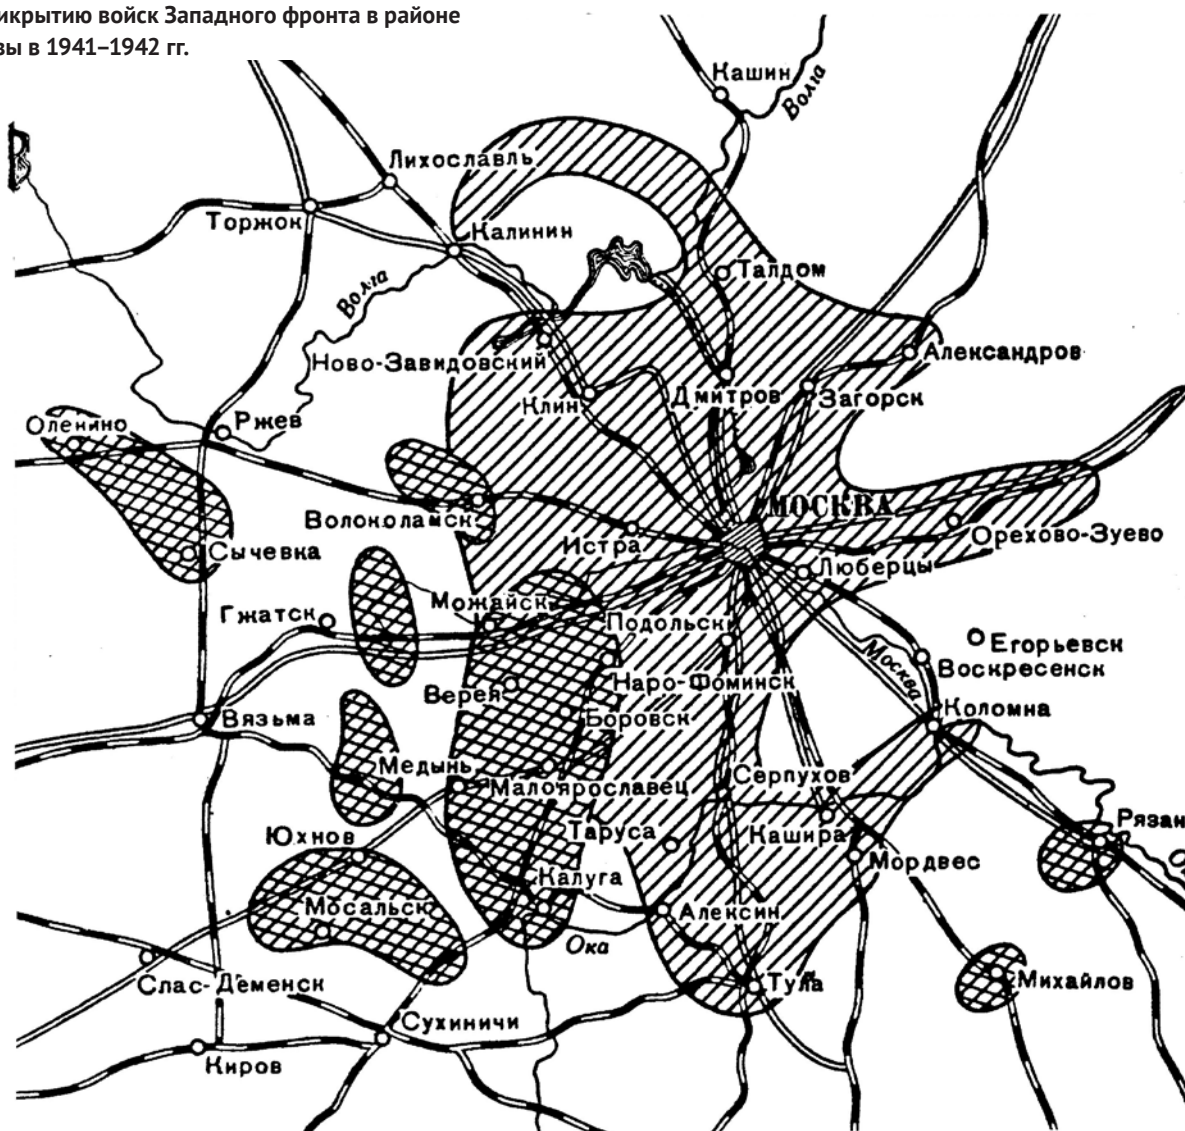 икрытию войск Западного фронта в районе
вы в 1941–1942 гг.
Кашин
Волга
Лихославль
Торжок
Калинин
Талдом
Волга
Ново-Завидовский
Александров
Клин
Дмитров
Загорск
Оленино
Ржев
МОСКВА
Волоколамск
Истра
Орехово-Зуево
Сычевка
Люберцы
Можайск
Гжатск
Подольск
Егорьевск
Москва
Воскресенск
Верея
Наро-Фоминск
Боровск
Коломна
Вязьма
Медынь
Серпухов
Малоярославец
Рязан
Юхнов
Таруса
Кашира
Мордвес
Калуга
Мосальск
Алексин
Ока
Спас-Деменск
Тула
Михайлов
Сухиничи
Киров